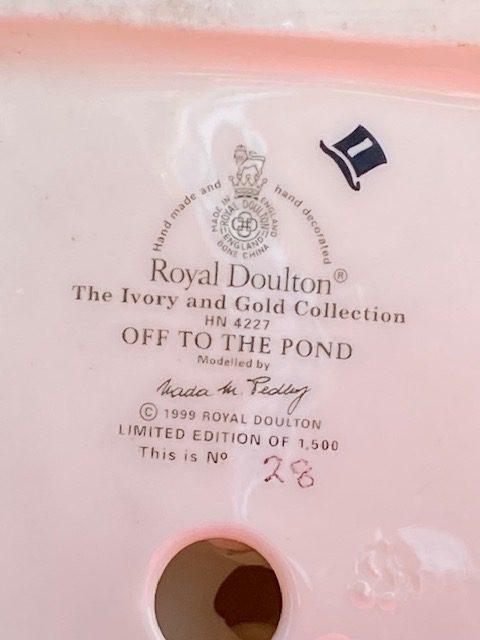 Hand made and hand decorated
MADE IN ENGLAND
ROYAL DOULTON
ENGLAND
BONE CHINA
Royal Doulton®
The Ivory and Gold Collection
HN 4227
OFF TO THE POND
Modelled by
Nada M. Pedley
© 1999 ROYAL DOULTON
LIMITED EDITION OF 1,500
This is Nº 28